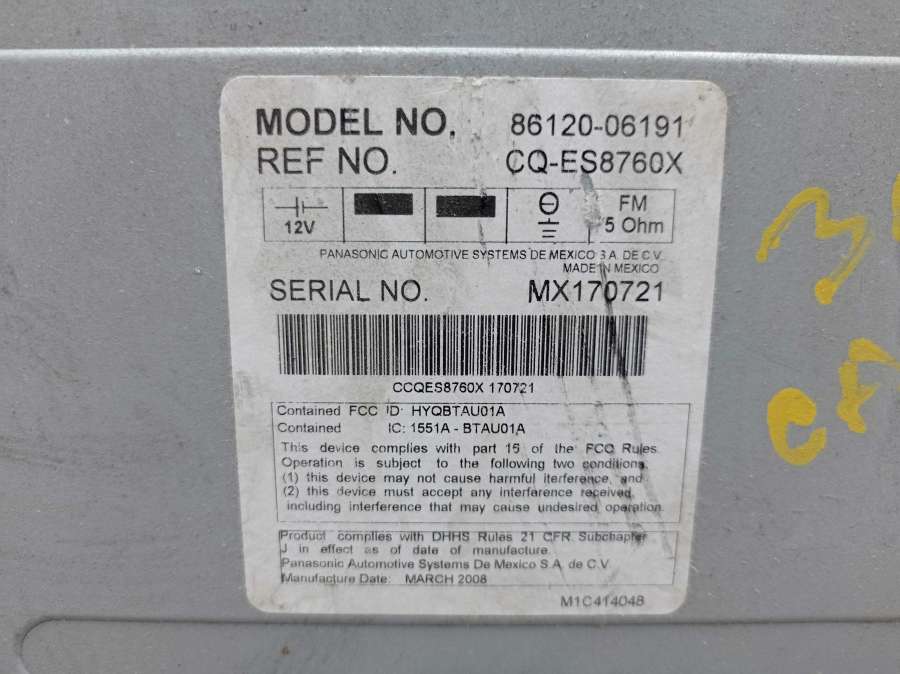 MODEL NO. 86120-06191
REF NO. CQ-ES8760X
12V FM
5 Ohm
PANASONIC AUTOMOTIVE SYSTEMS DE MEXICO S.A. DE C.V.
MADE IN MEXICO
SERIAL NO. MX170721
CCQES8760X 170721
Contained FCC ID: HYQBTAU01A
Contained IC: 1551A - BTAU01A
This device complies with part 15 of the FCC Rules.
Operation is subject to the following two conditions.
(1) this device may not cause harmful iterference, and
(2) this device must accept any interference received,
including interference that may cause undesired operation.
Product complies with DHHS Rules 21 CFR Subchapter
J in effect as of date of manufacture.
Panasonic Automotive Systems De Mexico S.A. de C.V.
Manufacture Date: MARCH 2008
M1C414048